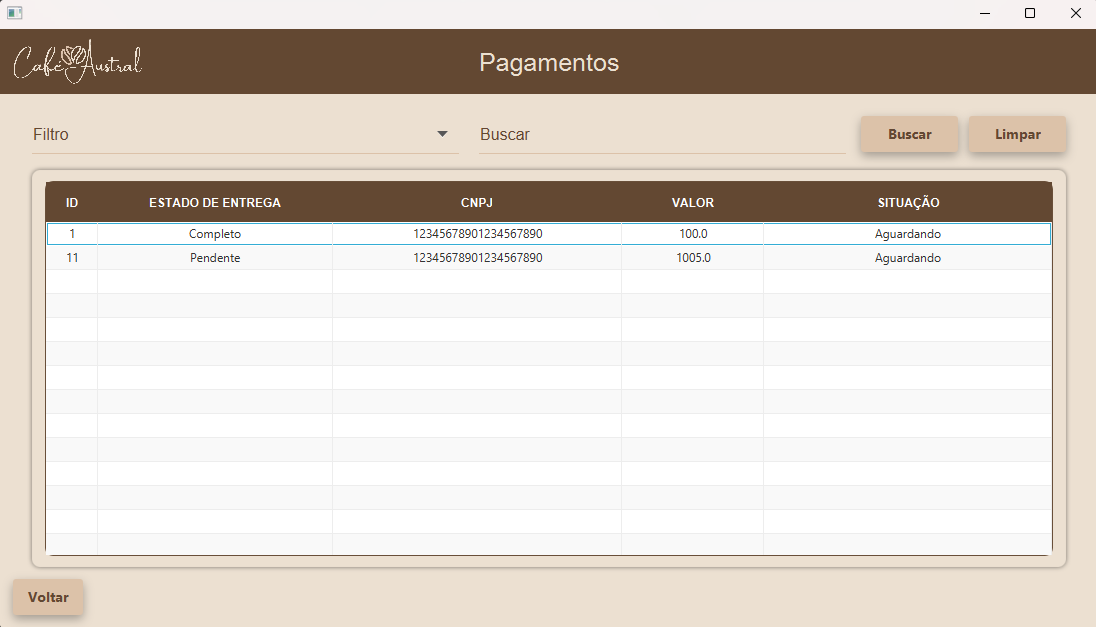 Café Austral
Pagamentos
Filtro Buscar Buscar Limpar
ID ESTADO DE ENTREGA CNPJ VALOR SITUAÇÃO
1 Completo 12345678901234567890 100.0 Aguardando
11 Pendente 12345678901234567890 1005.0 Aguardando
Voltar